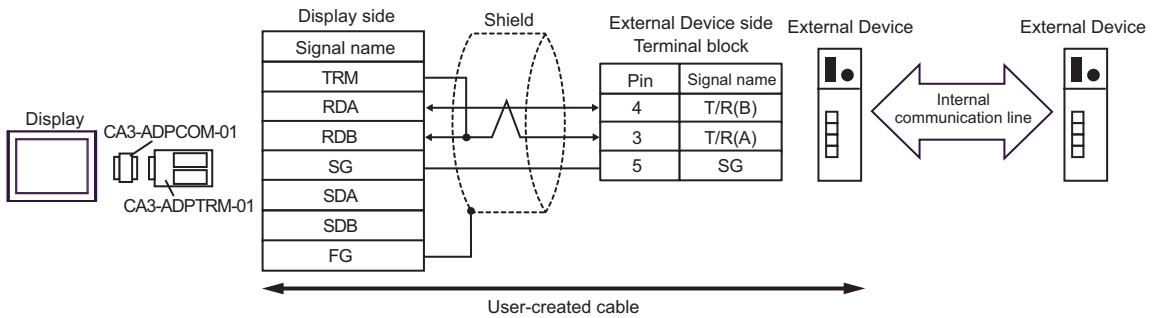 Display side
Shield
External Device side
Terminal block
External Device
External Device
Signal name
TRM
RDA
RDB
SG
SDA
SDB
FG
Pin Signal name
4 T/R(B)
3 T/R(A)
5 SG
Internal
communication line
Display
CA3-ADPCOM-01
CA3-ADPTRM-01
User-created cable